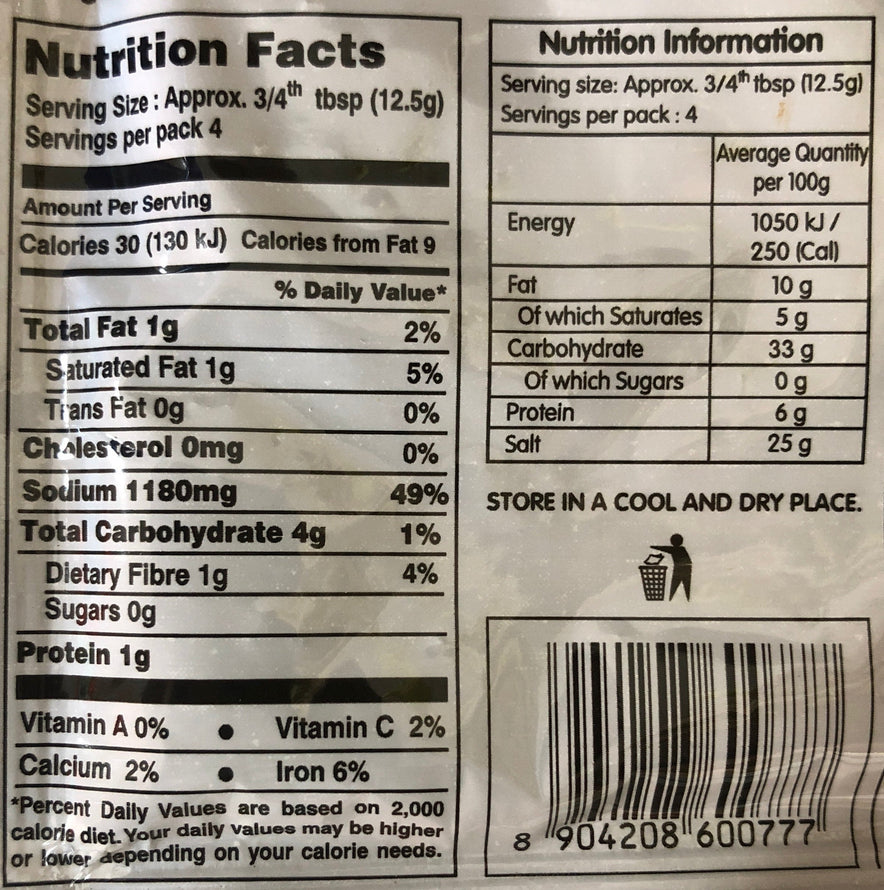 Nutrition Facts
Serving Size : Approx. 3/4th tbsp (12.5g)
Servings per pack 4
Amount Per Serving
Calories 30 (130 kJ) Calories from Fat 9
% Daily Value*
Total Fat 1g 2%
Saturated Fat 1g 5%
Trans Fat 0g 0%
Cholesterol 0mg 0%
Sodium 1180mg 49%
Total Carbohydrate 4g 1%
Dietary Fibre 1g 4%
Sugars 0g
Protein 1g
Vitamin A 0% ● Vitamin C 2%
Calcium 2% ● Iron 6%
*Percent Daily Values are based on 2,000
calorie diet. Your daily values may be higher
or lower depending on your calorie needs.
Nutrition Information
Serving size: Approx. 3/4th tbsp (12.5g)
Servings per pack : 4
Average Quantity
per 100g
Energy 1050 kJ /
250 (Cal)
Fat 10 g
Of which Saturates 5 g
Carbohydrate 33 g
Of which Sugars 0 g
Protein 6 g
Salt 25 g
STORE IN A COOL AND DRY PLACE.
8 904208 600777